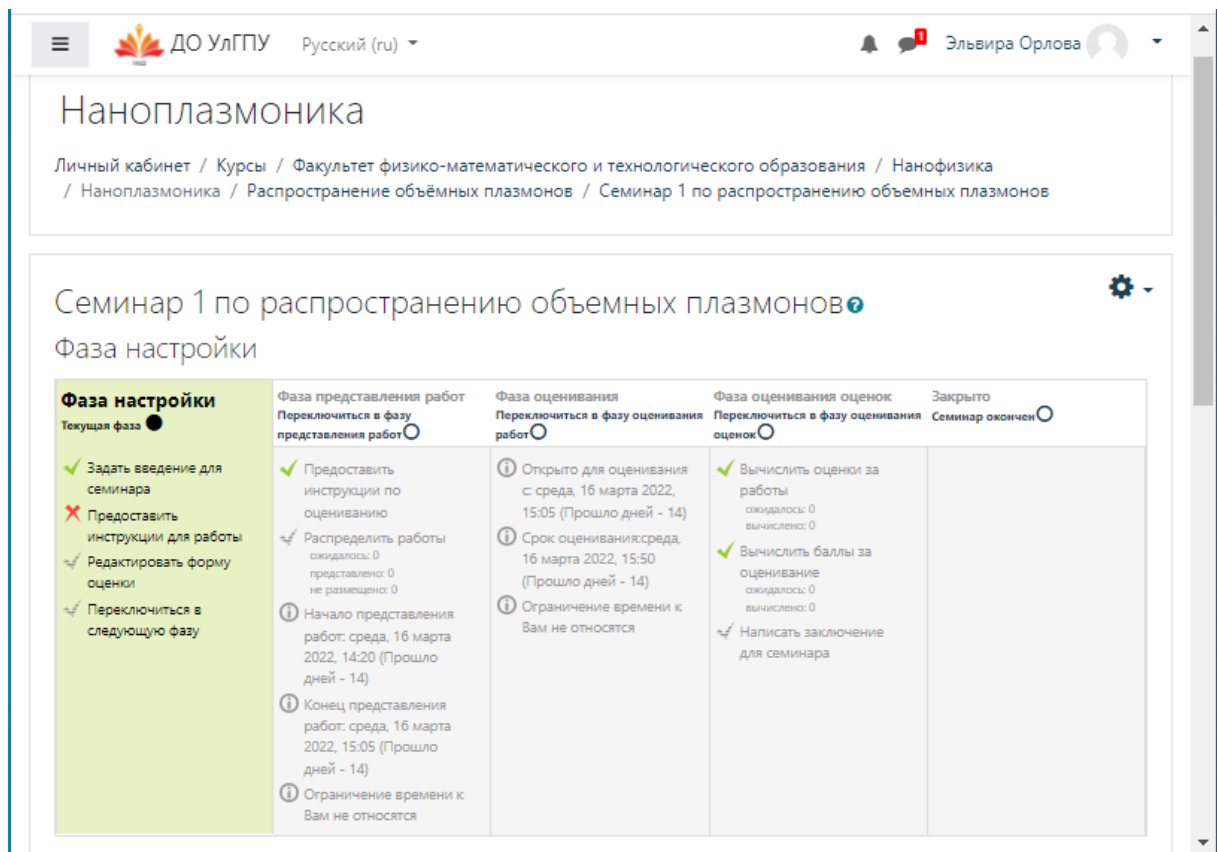 ДО УлГПУ Русский (ru) 1 Эльвира Орлова
Наноплазмоника
Личный кабинет / Курсы / Факультет физико-математического и технологического образования / Нанофизика
/ Наноплазмоника / Распространение объёмных плазмонов / Семинар 1 по распространению объемных плазмонов
Семинар 1 по распространению объемных плазмонов
Фаза настройки
Фаза настройки
Текущая фаза
Задать введение для
семинара
Предоставить
инструкции для работы
Редактировать форму
оценки
Переключиться в
следующую фазу
Фаза представления работ
Переключиться в фазу
представления работ
Предоставить
инструкции по
оцениванию
Распределить работы
ожидалось: 0
представлено: 0
не размещено: 0
Начало представления
работ: среда, 16 марта
2022, 14:20 (Прошло
дней - 14)
Конец представления
работ: среда, 16 марта
2022, 15:05 (Прошло
дней - 14)
Ограничение времени к
Вам не относятся
Фаза оценивания
Переключиться в фазу оценивания
работ
Открыто для оценивания
с: среда, 16 марта 2022,
15:05 (Прошло дней - 14)
Срок оценивания:среда,
16 марта 2022, 15:50
(Прошло дней - 14)
Ограничение времени к
Вам не относятся
Фаза оценивания оценок
Переключиться в фазу оценивания
оценок
Вычислить оценки за
работы
ожидалось: 0
вычислено: 0
Вычислить баллы за
оценивание
ожидалось: 0
вычислено: 0
Написать заключение
для семинара
Закрыто
Семинар окончен